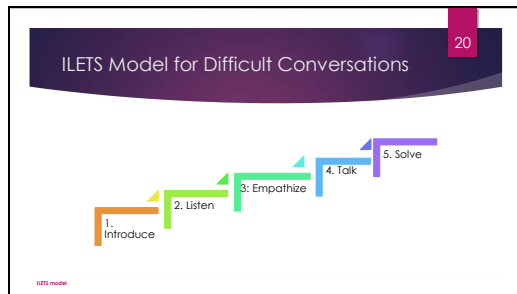 20
ILETS Model for Difficult Conversations
1.
Introduce
2. Listen
3: Empathize
4. Talk
5. Solve
ILETS model